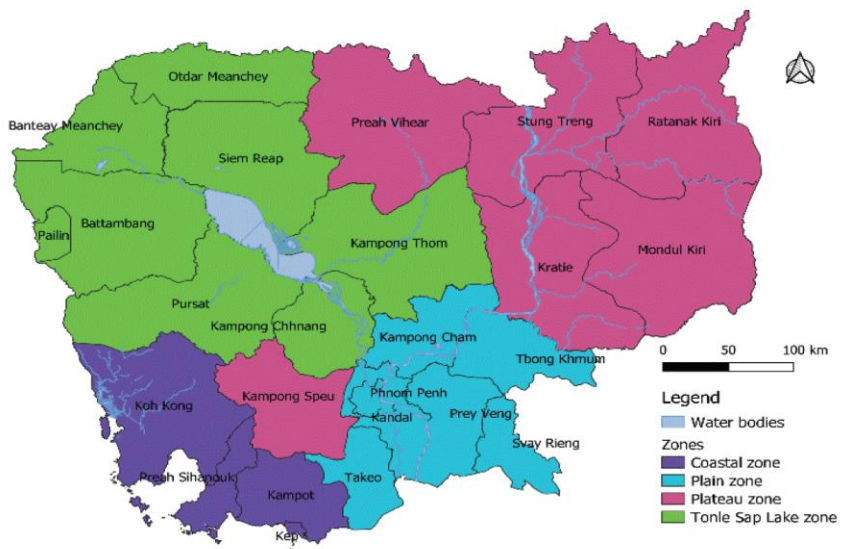 Otdar Meanchey
Banteay Meanchey
Preah Vihear
Stung Treng
Ratanak Kiri
Siem Reap
Battambang
Pailin
Kampong Thom
Mondul Kiri
Kratie
Pursat
Kampong Chhnang
Kampong Cham
Tbong Khmum
0 50 100 km
Koh Kong
Kampong Speu
Phnom Penh
Kandal
Prey Veng
Svay Rieng
Preah Sihanouk
Kampot
Takeo
Kep
Legend
Water bodies
Zones
Coastal zone
Plain zone
Plateau zone
Tonle Sap Lake zone